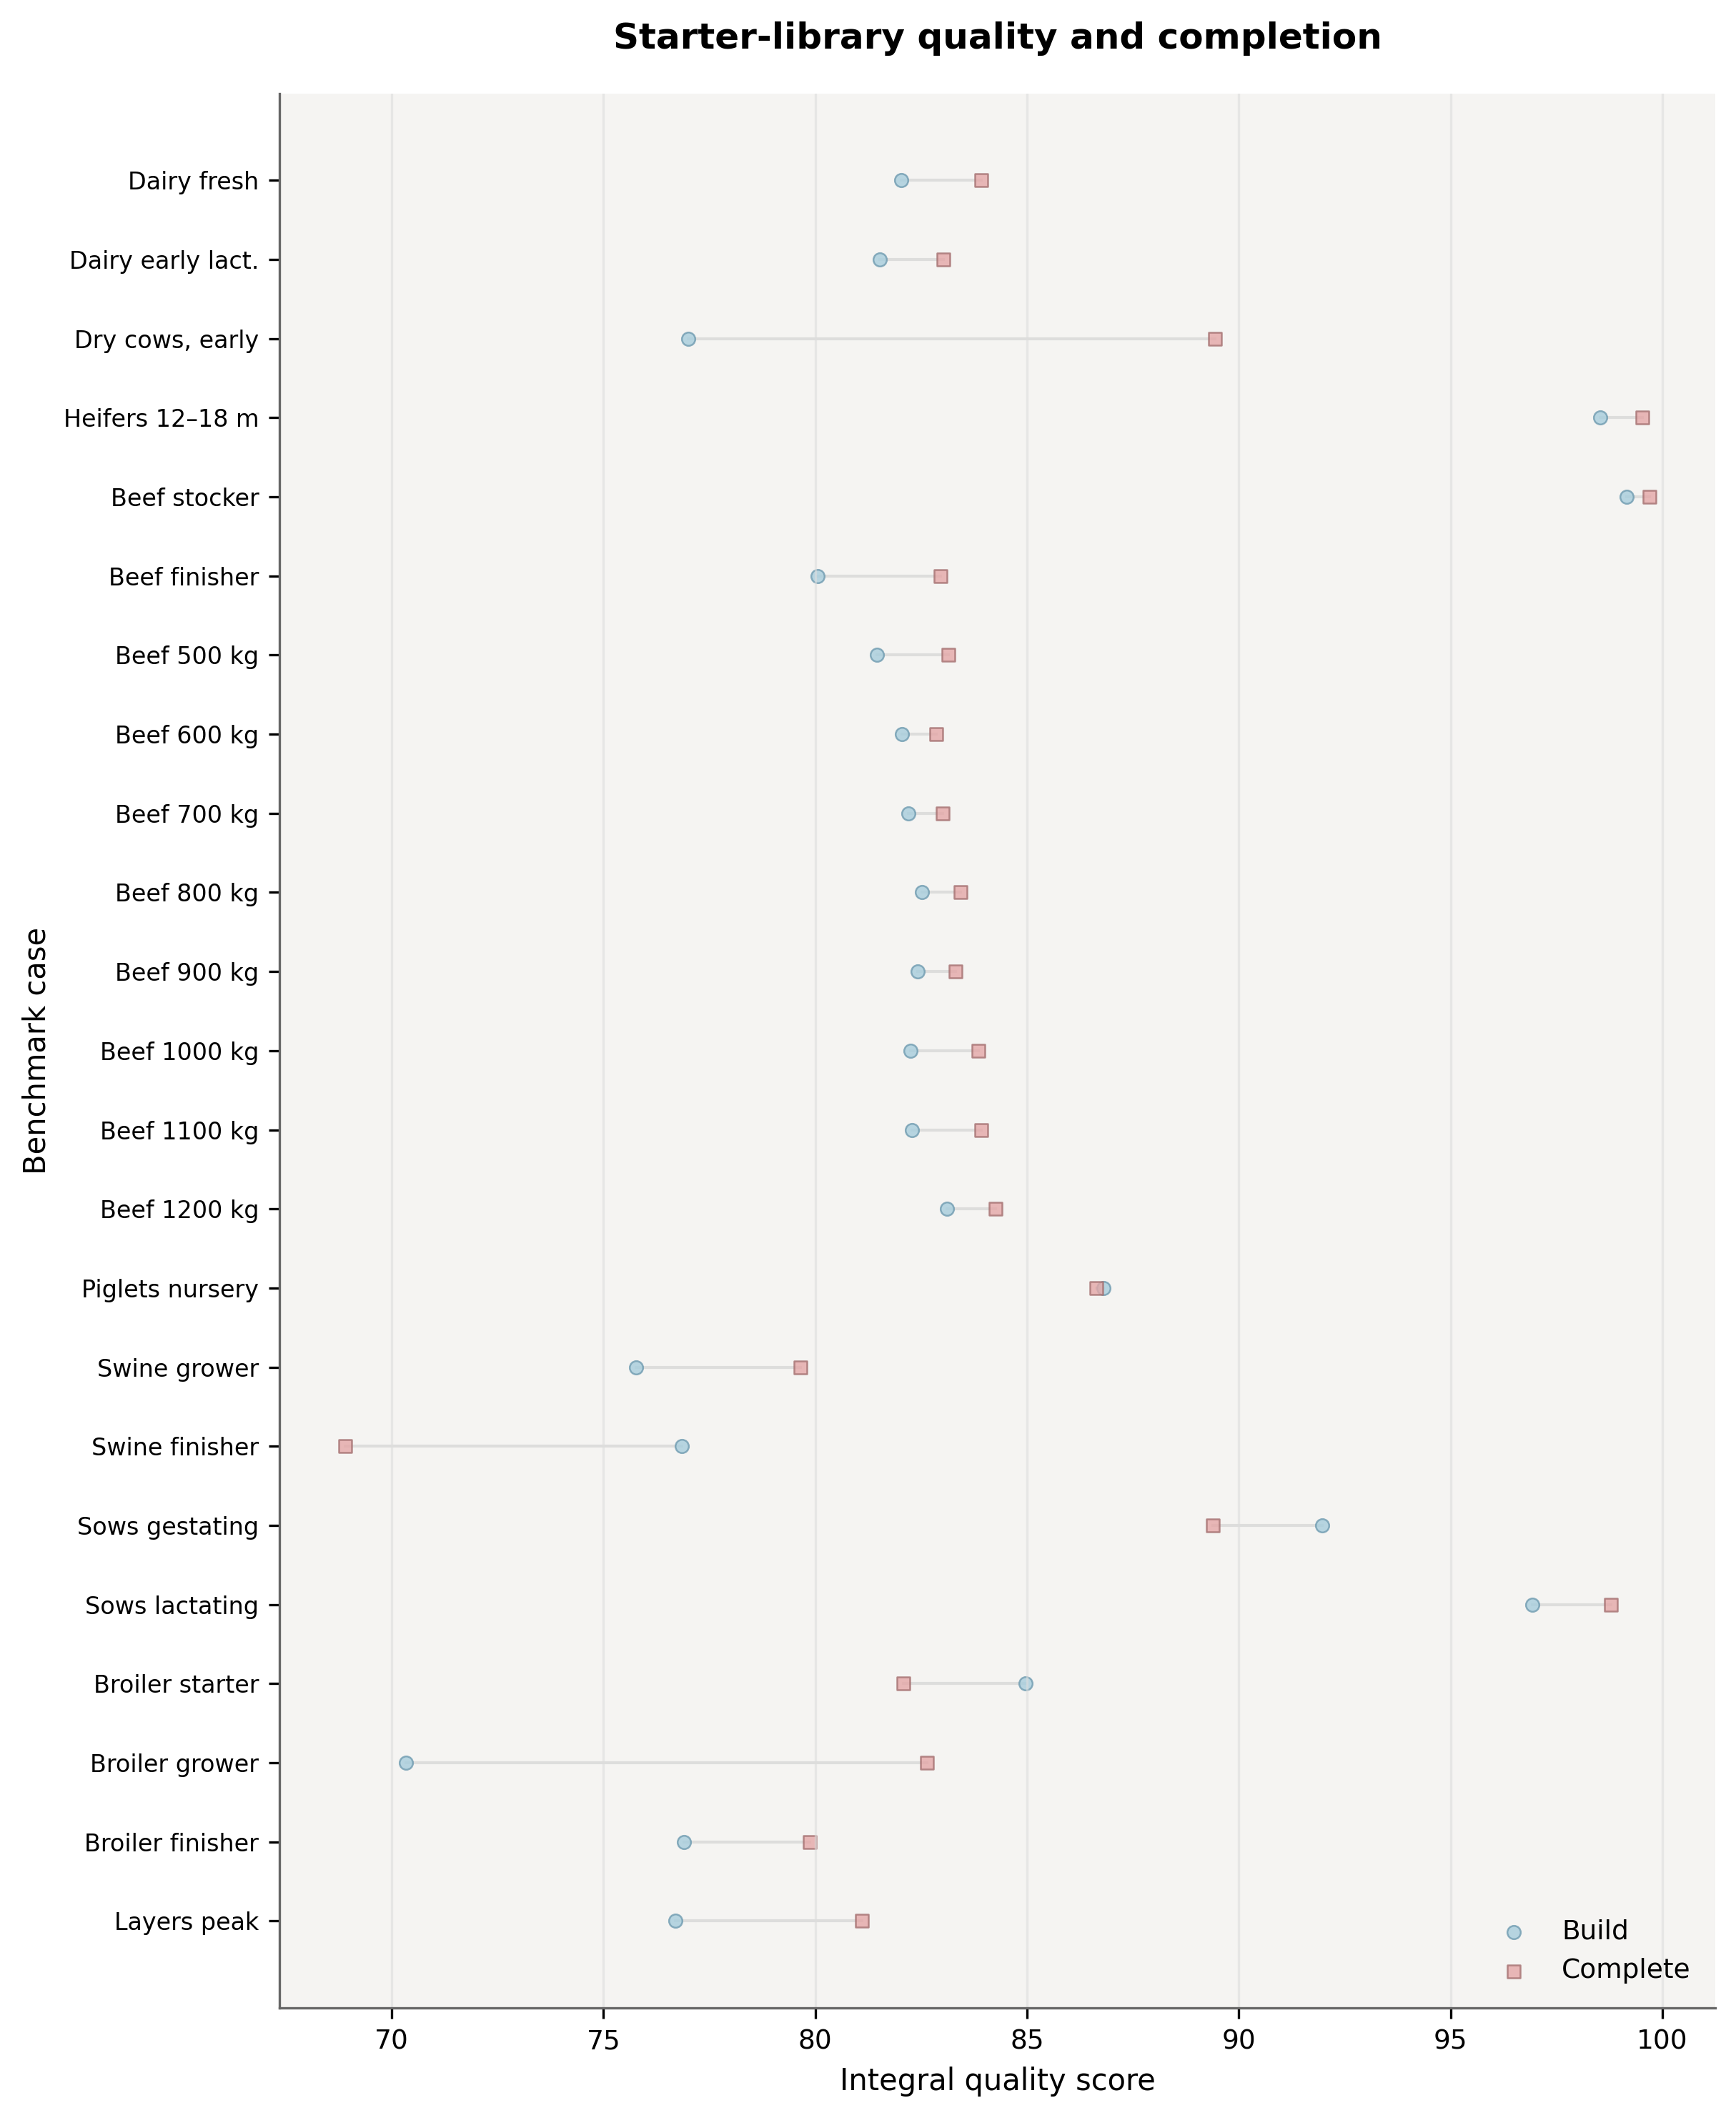 Starter-library quality and completion
Benchmark case
Dairy fresh
Dairy early lact.
Dry cows, early
Heifers 12–18 m
Beef stocker
Beef finisher
Beef 500 kg
Beef 600 kg
Beef 700 kg
Beef 800 kg
Beef 900 kg
Beef 1000 kg
Beef 1100 kg
Beef 1200 kg
Piglets nursery
Swine grower
Swine finisher
Sows gestating
Sows lactating
Broiler starter
Broiler grower
Broiler finisher
Layers peak
Build
Complete
70 75 80 85 90 95 100
Integral quality score